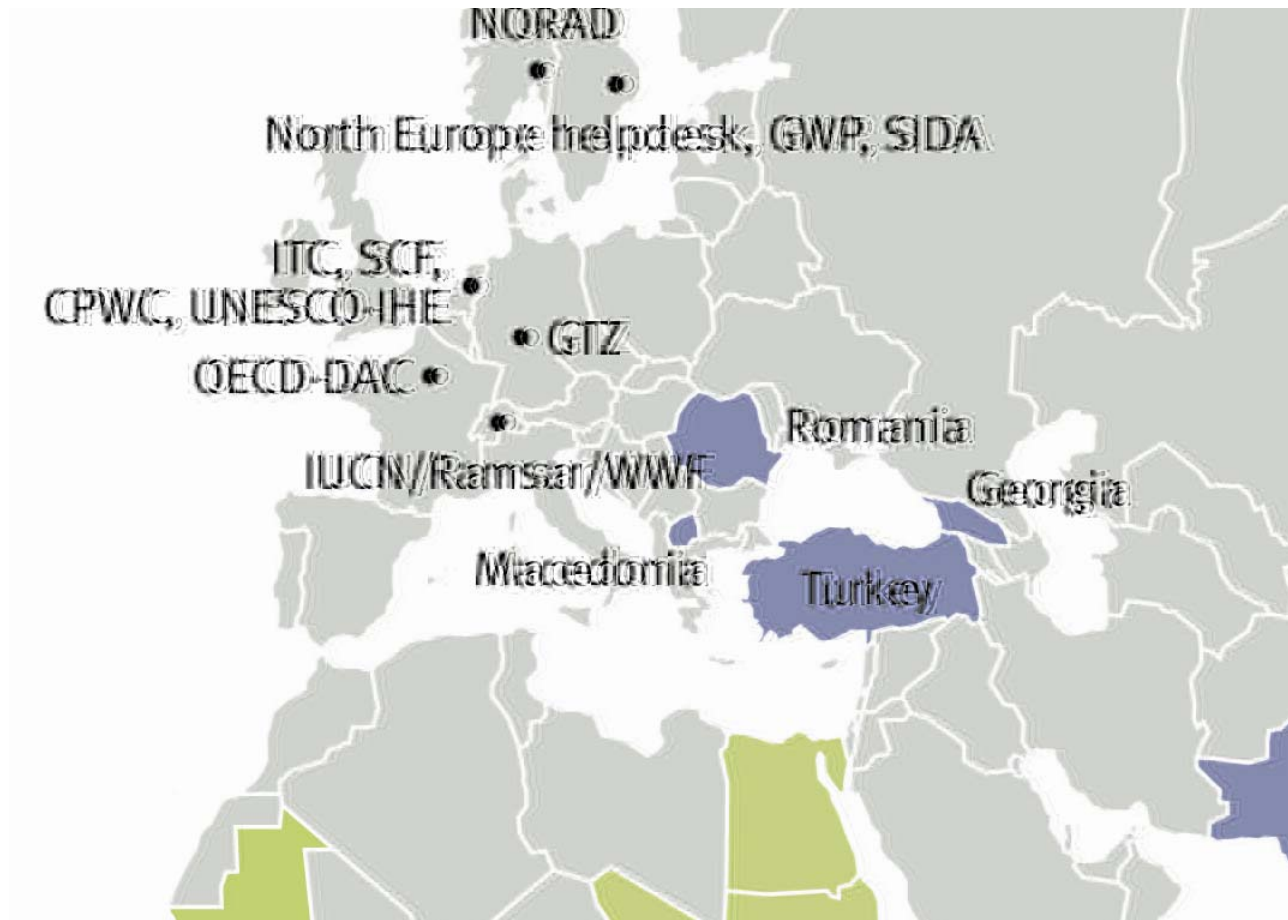 NORAD
North Europe helpdesk, GWP, SIDA
ITC, SCF,
CPWC, UNESCO-IHE
GTZ
OECD-DAC
Romania
IUCN/Ramsar/WWF
Georgia
Macedonia
Turkey